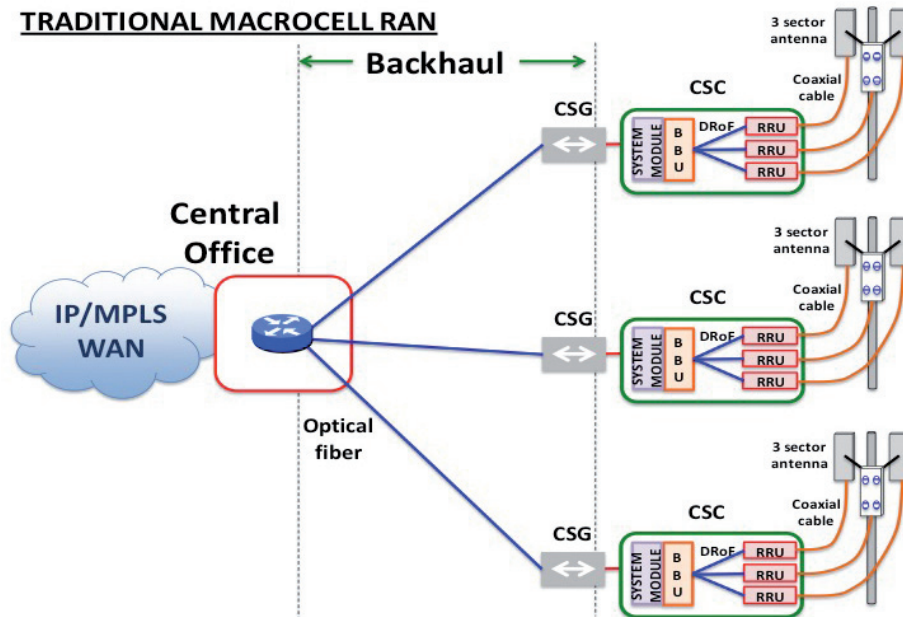 TRADITIONAL MACROCELL RAN
Backhaul
3 sector
antenna
CSC
Coaxial
cable
CSG
SYSTEM
MODULE
B
B
U
DRoF
RRU
RRU
RRU
Central
Office
IP/MPLS
WAN
3 sector
antenna
CSC
Coaxial
cable
CSG
SYSTEM
MODULE
B
B
U
DRoF
RRU
RRU
RRU
Optical
fiber
3 sector
antenna
CSC
Coaxial
cable
CSG
SYSTEM
MODULE
B
B
U
DRoF
RRU
RRU
RRU